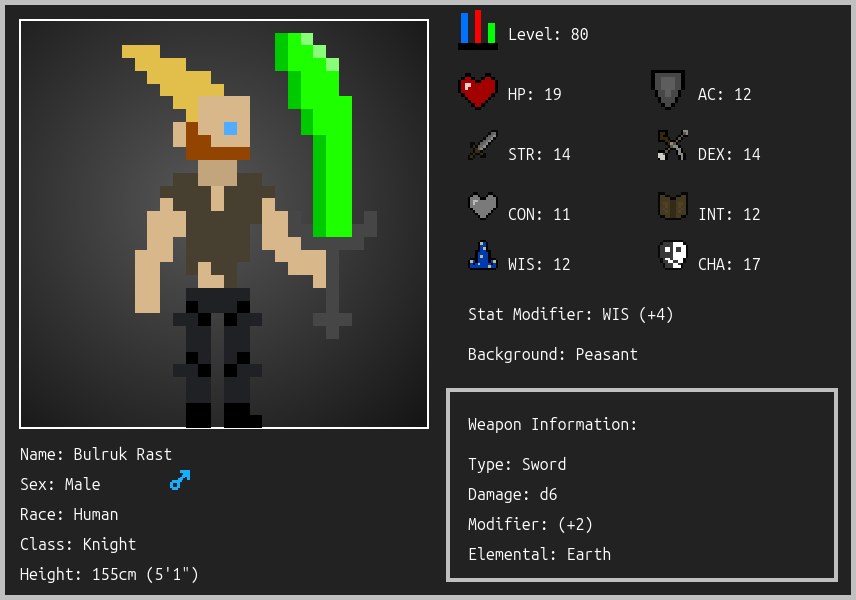 Level: 80
HP: 19
AC: 12
STR: 14
DEX: 14
CON: 11
INT: 12
WIS: 12
CHA: 17
Stat Modifier: WIS (+4)
Background: Peasant
Weapon Information:
Type: Sword
Damage: d6
Modifier: (+2)
Elemental: Earth
Name: Bulruk Rast
Sex: Male
Race: Human
Class: Knight
Height: 155cm (5'1")